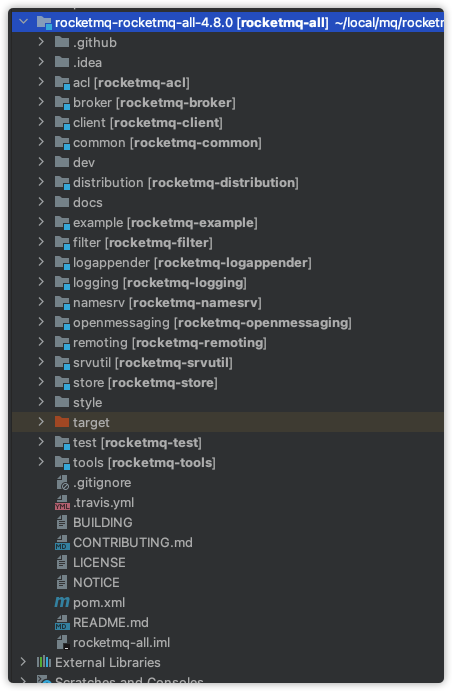 rocketmq-rocketmq-all-4.8.0 [rocketmq-all] ~/local/mq/rocketm
.github
.idea
acl [rocketmq-acl]
broker [rocketmq-broker]
client [rocketmq-client]
common [rocketmq-common]
dev
distribution [rocketmq-distribution]
docs
example [rocketmq-example]
filter [rocketmq-filter]
logappender [rocketmq-logappender]
logging [rocketmq-logging]
namesrv [rocketmq-namesrv]
openmessaging [rocketmq-openmessaging]
remoting [rocketmq-remoting]
srvutil [rocketmq-srvutil]
store [rocketmq-store]
style
target
test [rocketmq-test]
tools [rocketmq-tools]
.gitignore
YML .travis.yml
BUILDING
MD CONTRIBUTING.md
LICENSE
NOTICE
m pom.xml
MD README.md
rocketmq-all.iml
External Libraries
Scratches and Consoles